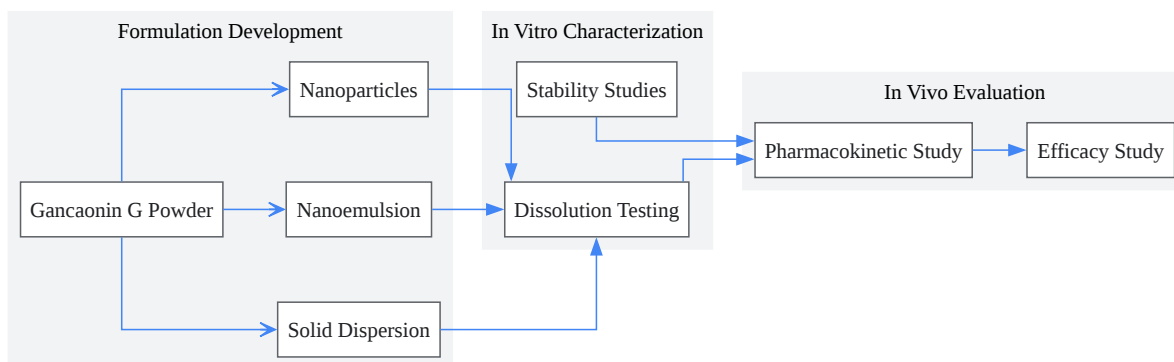 Formulation Development
In Vitro Characterization
Nanoparticles
Stability Studies
In Vivo Evaluation
Pharmacokinetic Study
Efficacy Study
Gancaonin G Powder
Nanoemulsion
Dissolution Testing
Solid Dispersion